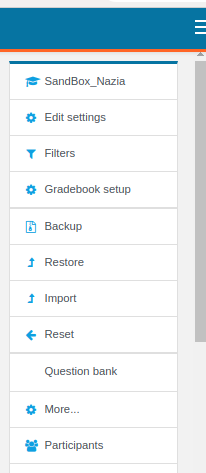 SandBox_Nazia
Edit settings
Filters
Gradebook setup
Backup
Restore
Import
Reset
Question bank
More...
Participants